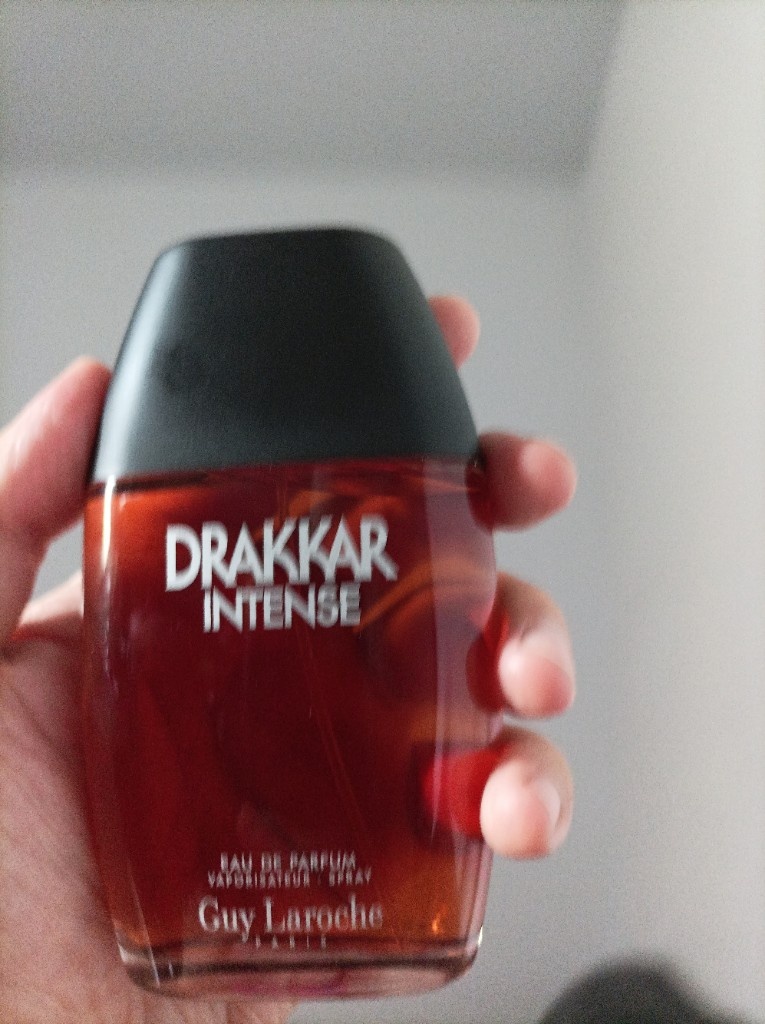 DRAKKAR
INTENSE
EAU DE PARFUM
VAPORISATEUR · SPRAY
Guy Laroche
PARIS